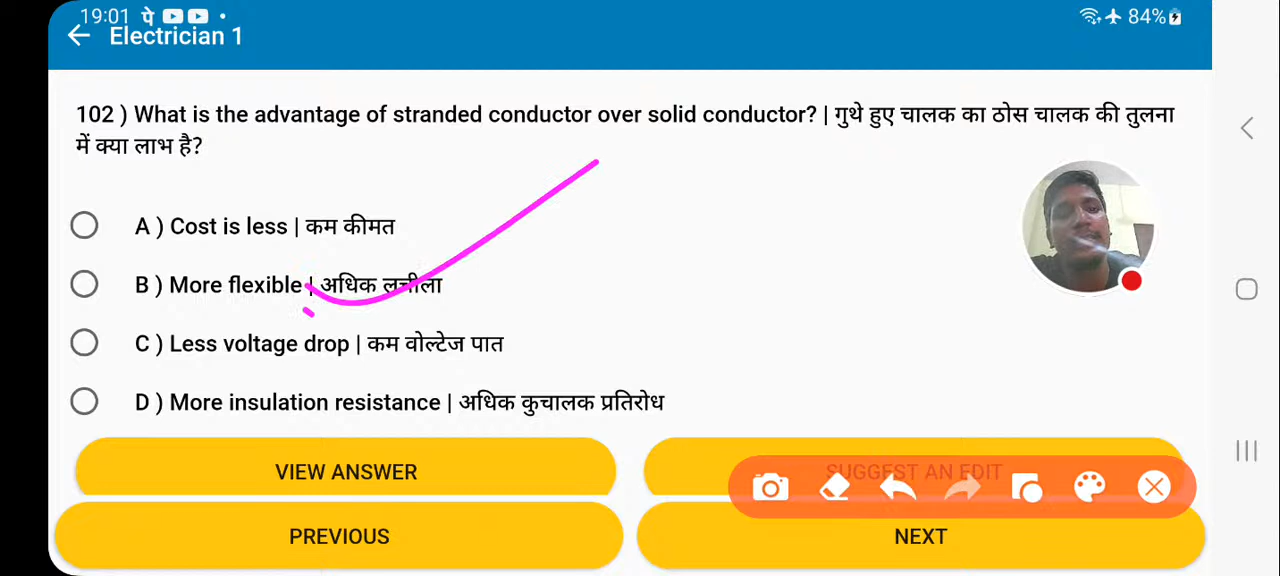 19:01 पे
84%
Electrician 1
102 ) What is the advantage of stranded conductor over solid conductor? | गुथे हुए चालक का ठोस चालक की तुलना
में क्या लाभ है?
A ) Cost is less | कम कीमत
B ) More flexible | अधिक लचीला
C ) Less voltage drop | कम वोल्टेज पात
D ) More insulation resistance | अधिक कुचालक प्रतिरोध
VIEW ANSWER
SUGGEST AN EDIT
PREVIOUS
NEXT